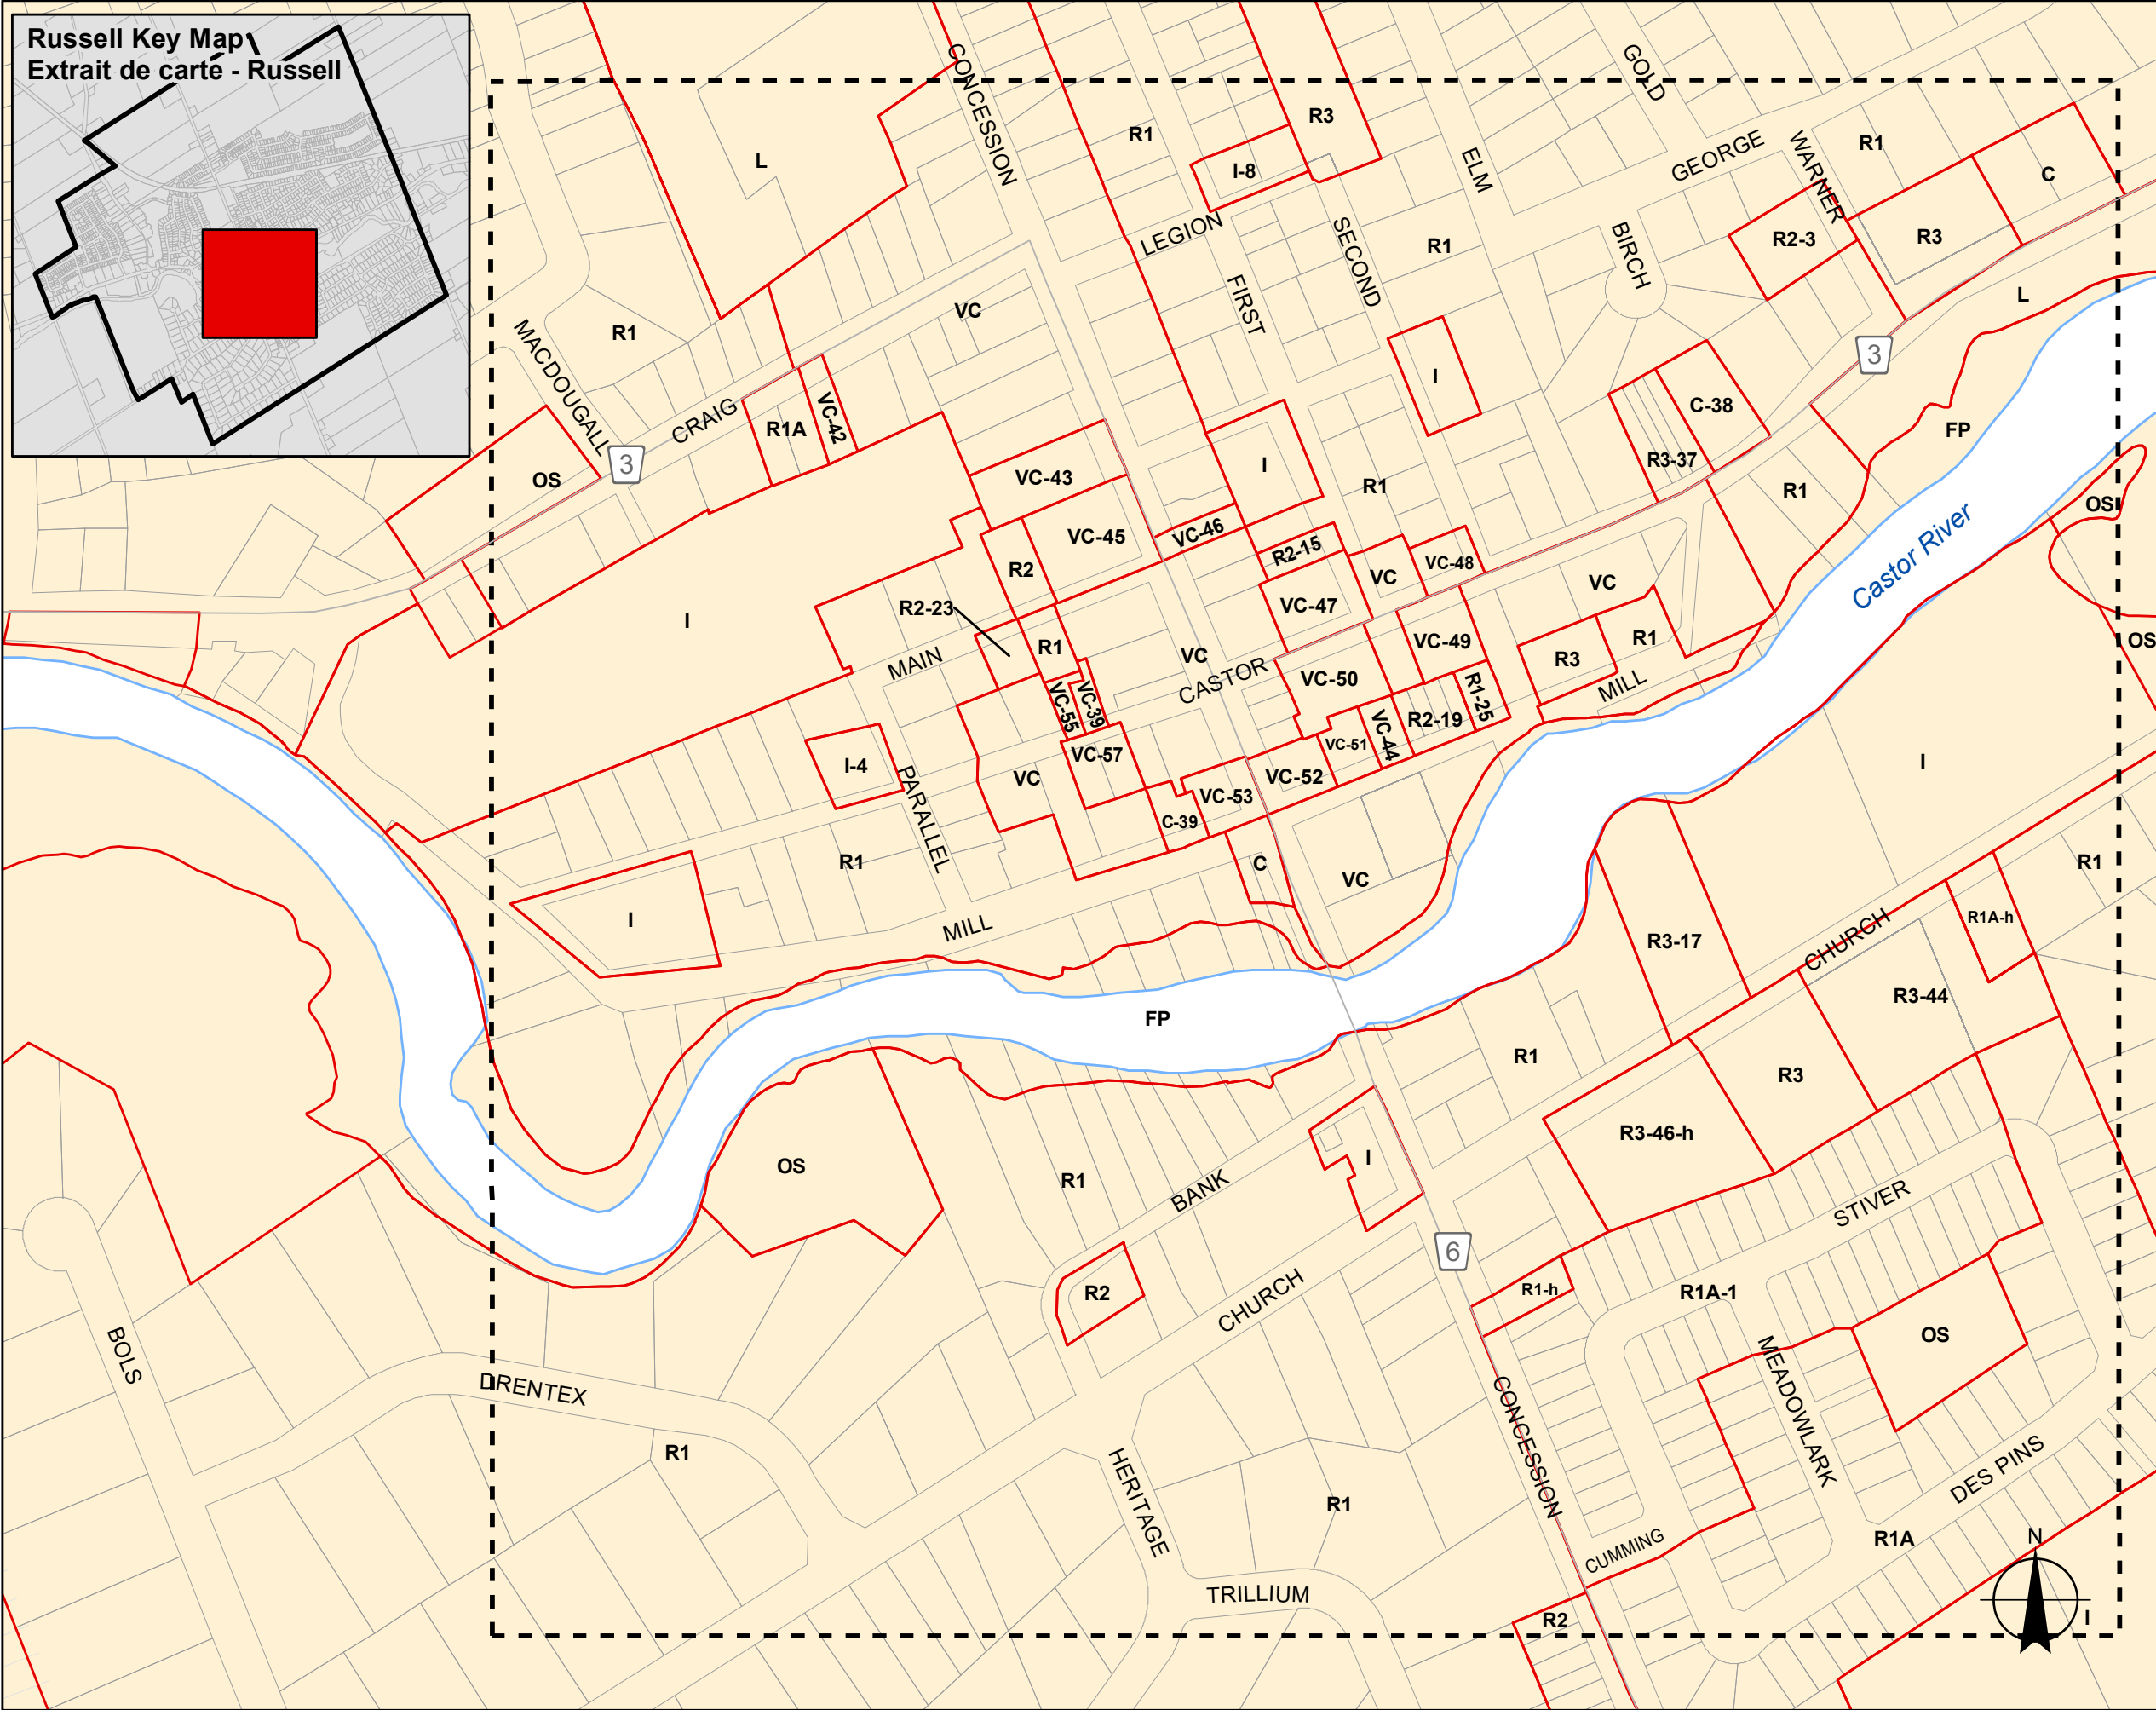 Russell Key Map
Extrait de carte - Russell
CONCESSION
GOLD
R3
R1
L
ELM
GEORGE
WARNER
R1
C
I-8
LEGION
SECOND
R1
BIRCH
R2-3
R3
FIRST
L
VC
MACDOUGALL
R1
3
CRAIG
R1A
VC-42
I
C-38
FP
3
OS
VC-43
I
R1
R3-37
R1
OS
Castor River
VC-45
VC-46
R2-15
VC
VC-48
R2
VC
R2-23
VC-47
I
MAIN
R1
VC
VC-49
R3
R1
OS
CASTOR
VC-50
MILL
VC-55
VC-39
R2-19
R1-25
VC-51
VC-44
I-4
VC-57
VC
VC-52
I
VC-53
PARALLEL
C-39
R1
C
VC
R1
I
MILL
R3-17
CHURCH
R1A-h
R3-44
FP
R1
R3
R3-46-h
OS
R1
BANK
I
STIVER
6
R2
CHURCH
R1-h
R1A-1
OS
BOLS
DRENTEX
MEADOWLARK
R1
HERITAGE
R1
CONCESSION
DES PINS
CUMMING
R1A
N
TRILLIUM
R2
I